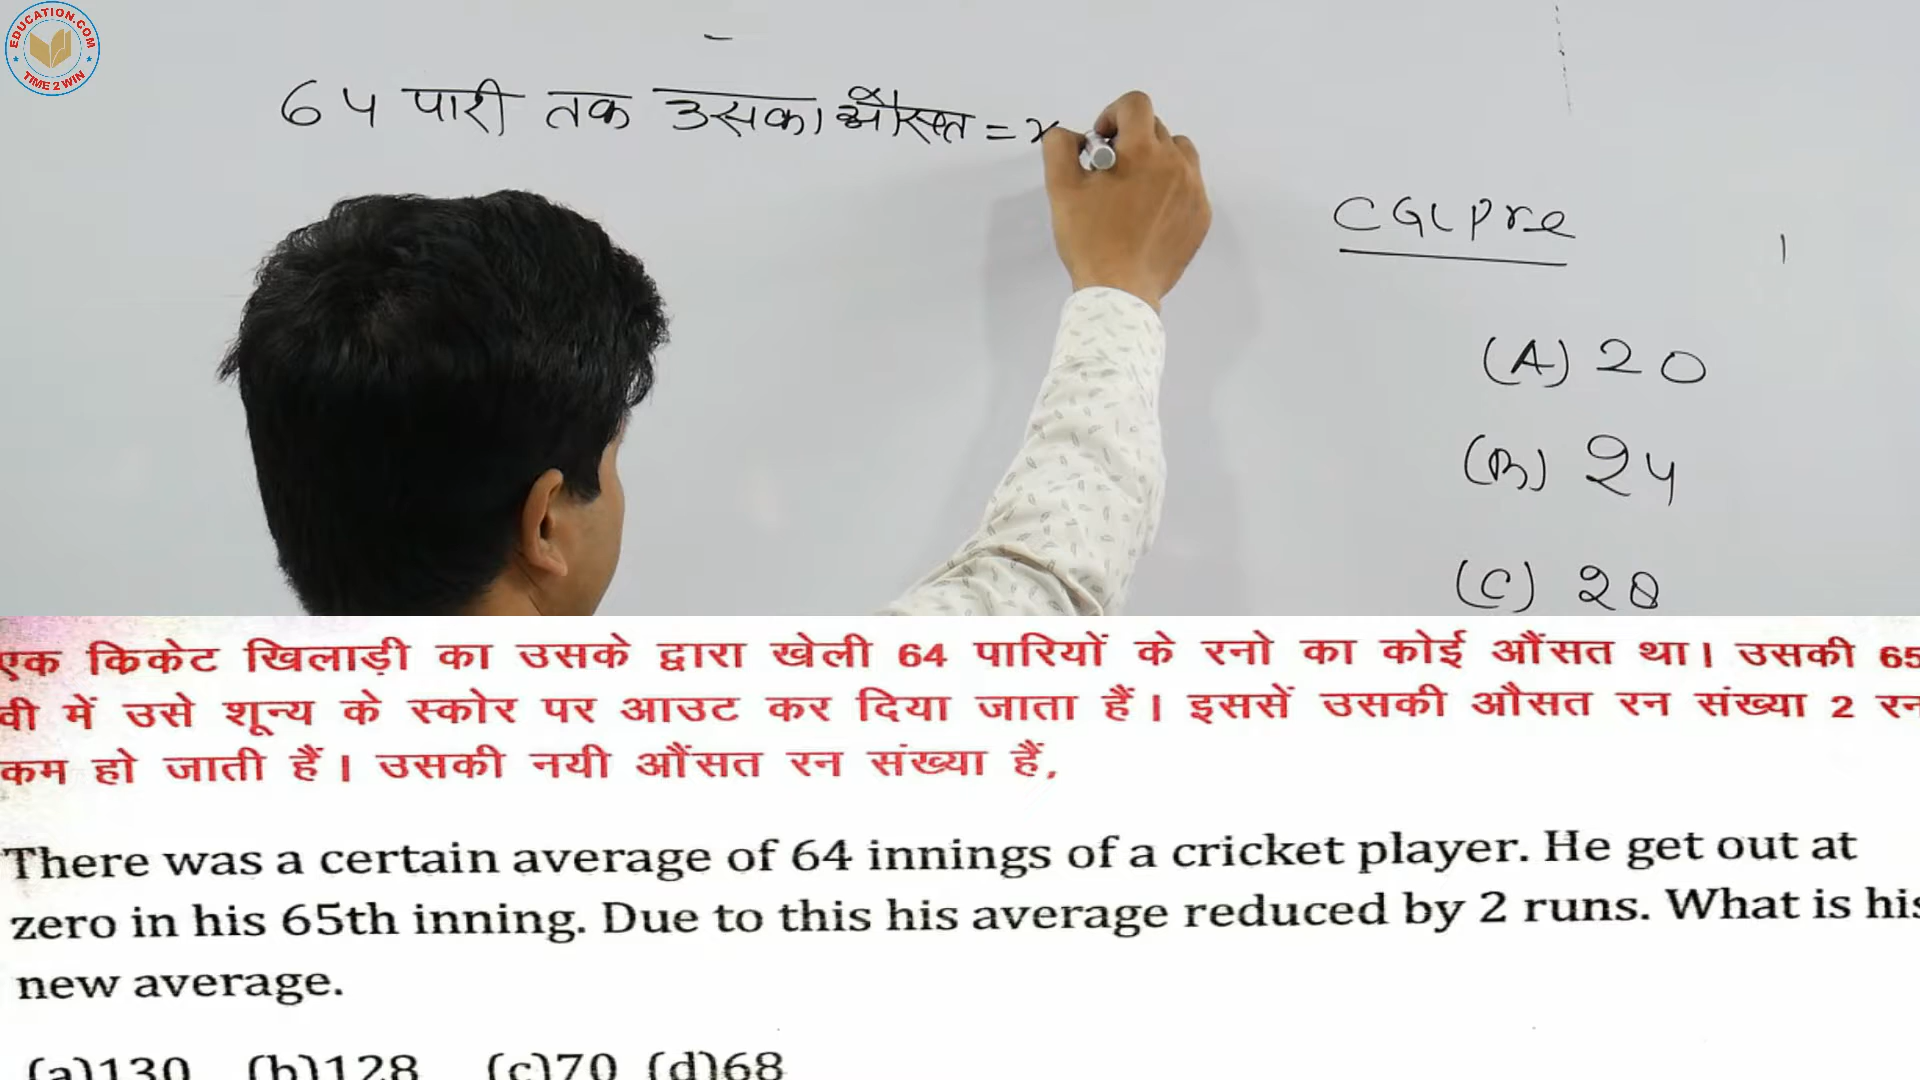 EDUCATION.COM
TIME 2 WIN
64 पारी तक उसका औसत = x
CGL Pre
(A) 20
(B) 24
(C) 28
एक किकेट खिलाड़ी का उसके द्वारा खेली 64 पारियों के रनो का कोई औंसत था। उसकी 65
वी में उसे शून्य के स्कोर पर आउट कर दिया जाता हैं। इससें उसकी औसत रन संख्या 2 रन
कम हो जाती हैं। उसकी नयी औंसत रन संख्या हैं,
There was a certain average of 64 innings of a cricket player. He get out at
zero in his 65th inning. Due to this his average reduced by 2 runs. What is his
new average.
(a)130 (b)128 (c)70 (d)68